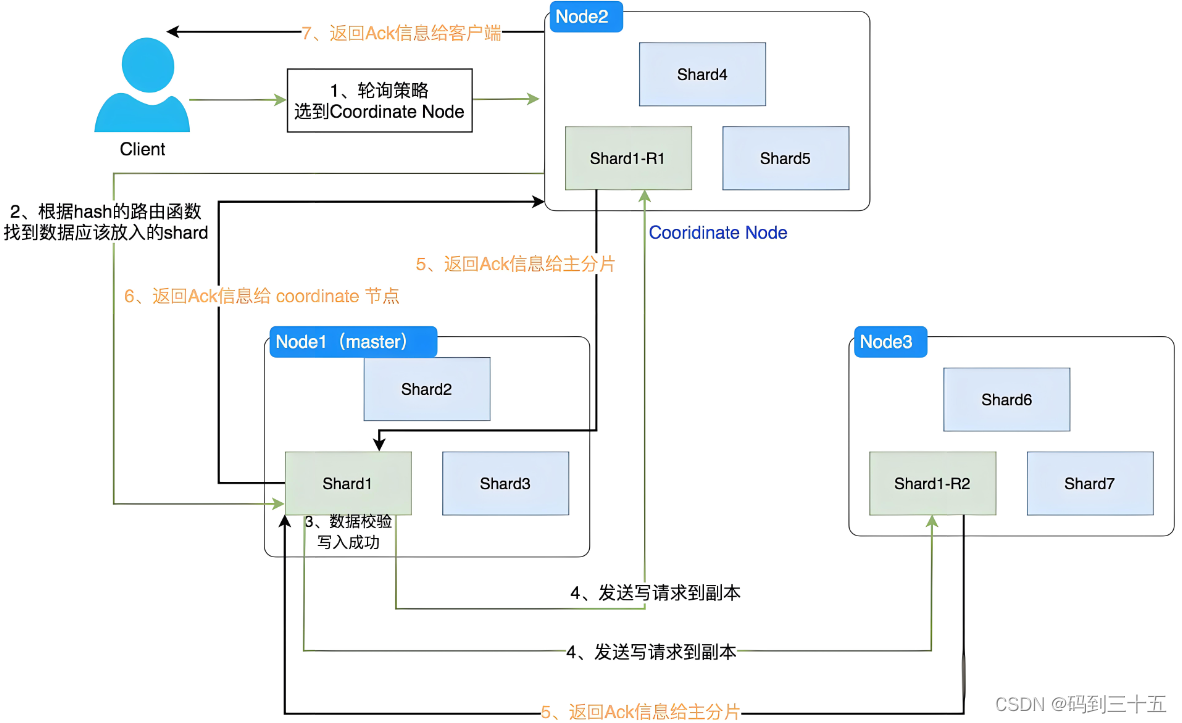 Node2
7、返回Ack信息给客户端
Shard4
1、轮询策略
选到Coordinate Node
Client
Shard1-R1
Shard5
2、根据hash的路由函数
找到数据应该放入的shard
Cooridinate Node
5、返回Ack信息给主分片
6、返回Ack信息给 coordinate 节点
Node1（master）
Node3
Shard2
Shard6
Shard1
Shard3
Shard1-R2
Shard7
3、数据校验
写入成功
4、发送写请求到副本
4、发送写请求到副本
5、返回Ack信息给主分片
CSDN @码到三十五